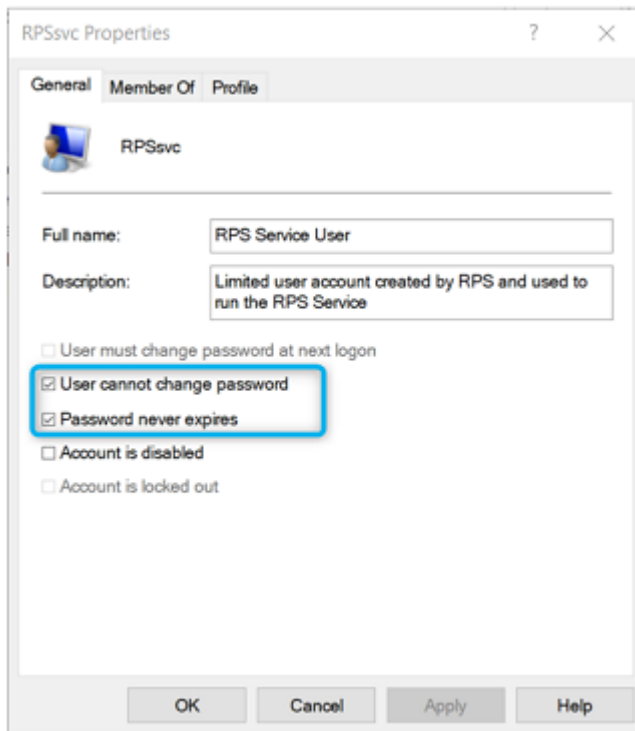 RPSsvc Properties
General Member Of Profile
RPSsvc
Full name: RPS Service User
Description: Limited user account created by RPS and used to
run the RPS Service
User must change password at next logon
User cannot change password
Password never expires
Account is disabled
Account is locked out
OK Cancel Apply Help